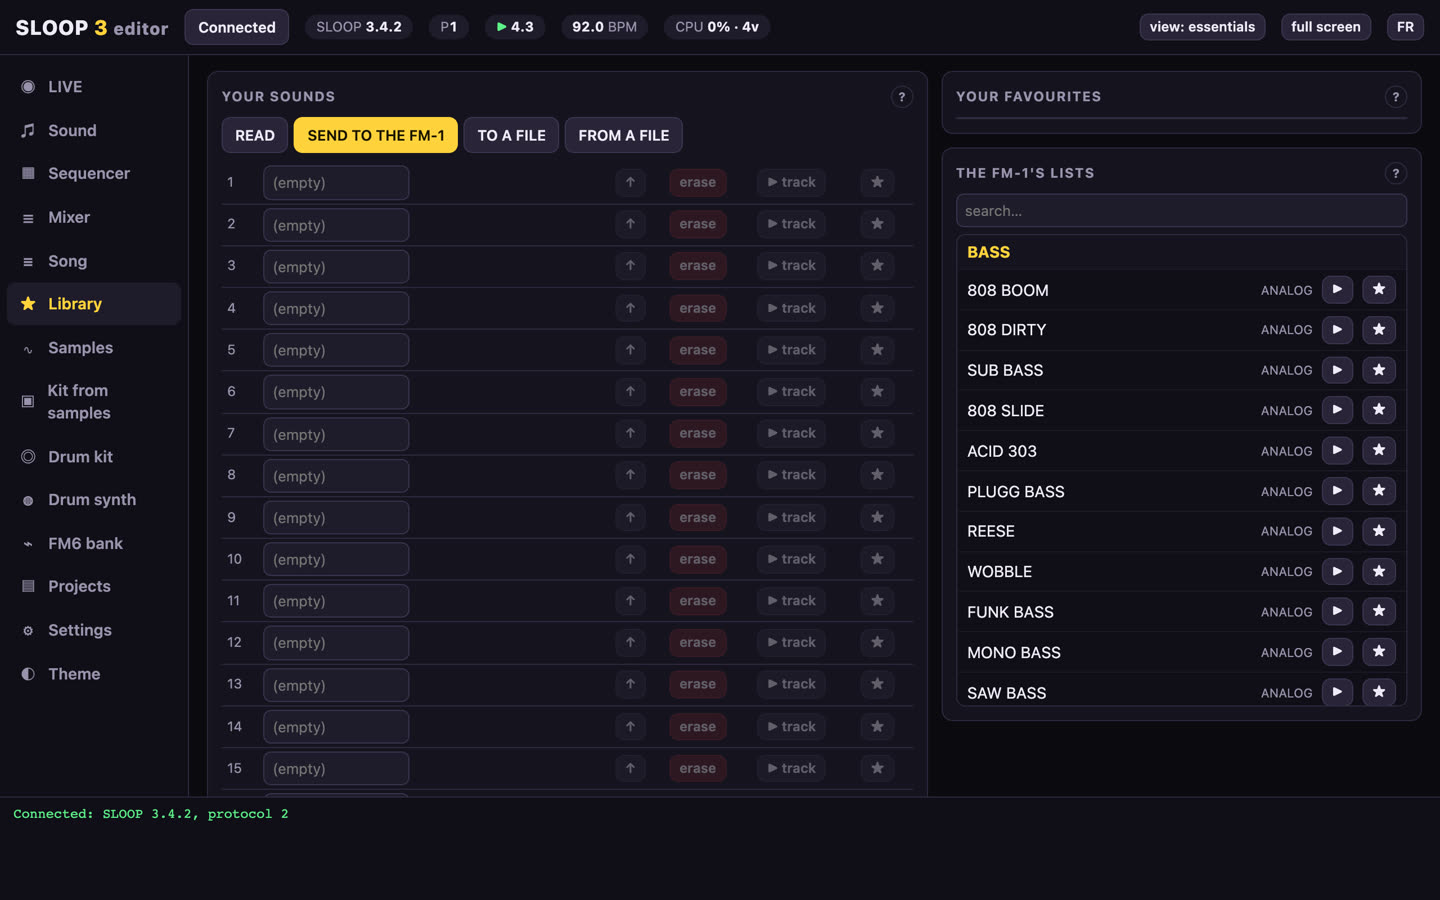 SLOOP 3 editor
Connected
SLOOP 3.4.2
P1
▶ 4.3
92.0 BPM
CPU 0% · 4v
view: essentials
full screen
FR
LIVE
Sound
Sequencer
Mixer
Song
Library
Samples
Kit from
samples
Drum kit
Drum synth
FM6 bank
Projects
Settings
Theme
YOUR SOUNDS
?
READ
SEND TO THE FM-1
TO A FILE
FROM A FILE
1 (empty) ↑ erase ▶ track ★
2 (empty) ↑ erase ▶ track ★
3 (empty) ↑ erase ▶ track ★
4 (empty) ↑ erase ▶ track ★
5 (empty) ↑ erase ▶ track ★
6 (empty) ↑ erase ▶ track ★
7 (empty) ↑ erase ▶ track ★
8 (empty) ↑ erase ▶ track ★
9 (empty) ↑ erase ▶ track ★
10 (empty) ↑ erase ▶ track ★
11 (empty) ↑ erase ▶ track ★
12 (empty) ↑ erase ▶ track ★
13 (empty) ↑ erase ▶ track ★
14 (empty) ↑ erase ▶ track ★
15 (empty) ↑ erase ▶ track ★
YOUR FAVOURITES
?
THE FM-1'S LISTS
?
search...
BASS
808 BOOM ANALOG ▶ ★
808 DIRTY ANALOG ▶ ★
SUB BASS ANALOG ▶ ★
808 SLIDE ANALOG ▶ ★
ACID 303 ANALOG ▶ ★
PLUGG BASS ANALOG ▶ ★
REESE ANALOG ▶ ★
WOBBLE ANALOG ▶ ★
FUNK BASS ANALOG ▶ ★
MONO BASS ANALOG ▶ ★
SAW BASS ANALOG ▶ ★
Connected: SLOOP 3.4.2, protocol 2